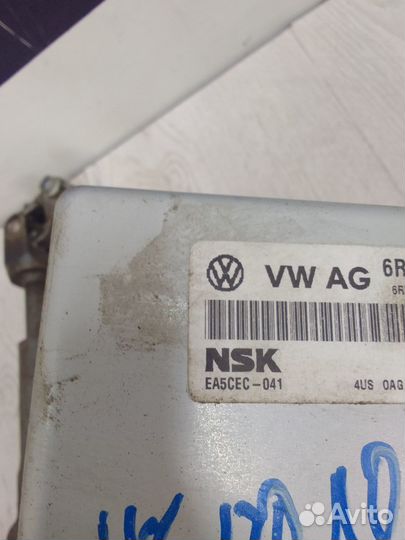 VW AG 6R
6R
NSK
EA5CEC-041 4US 0AG
Avito